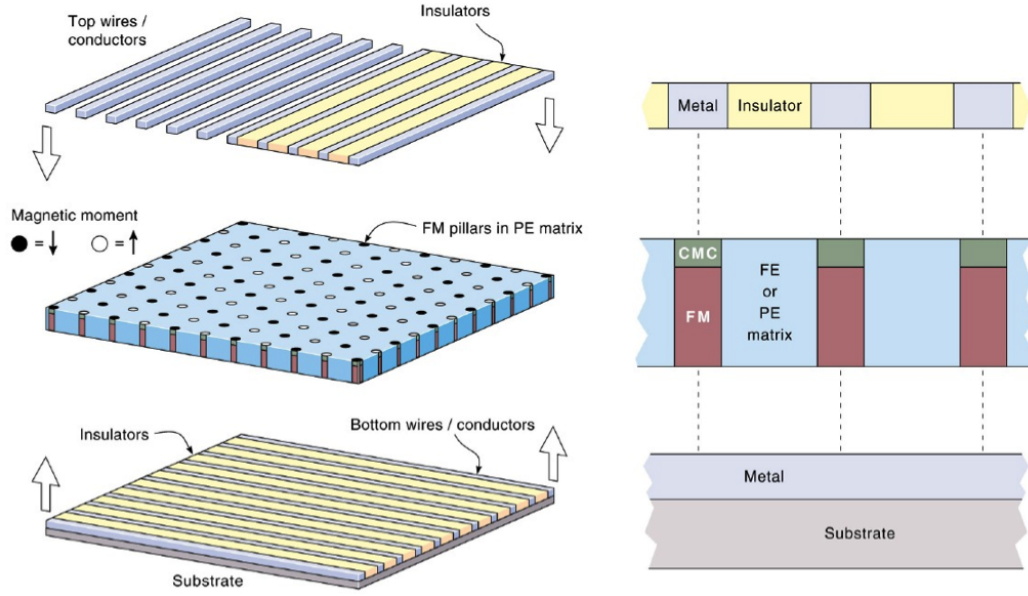 Top wires /
conductors
Insulators
Magnetic moment
= ↓
= ↑
FM pillars in PE matrix
Insulators
Bottom wires / conductors
Substrate
Metal
Insulator
CMC
FM
FE
or
PE
matrix
Metal
Substrate